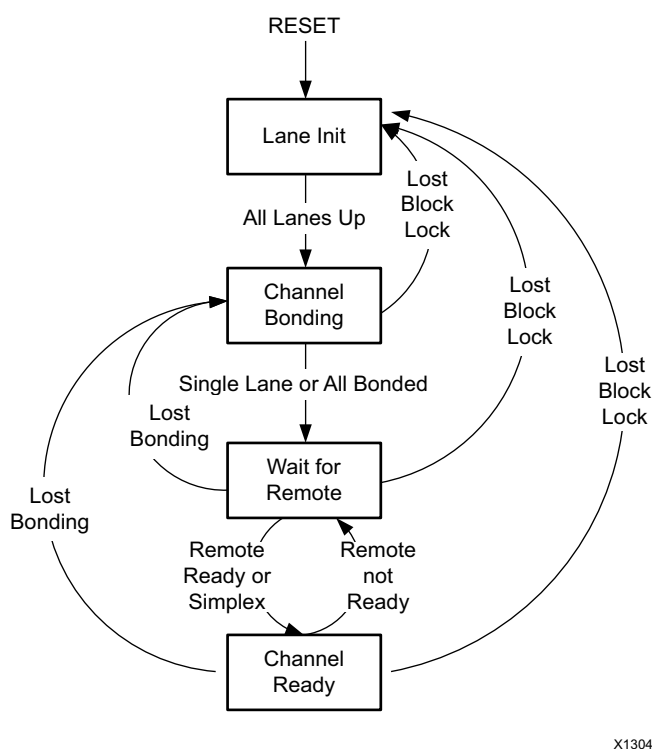 RESET
Lane Init
Lost
Block
Lock
All Lanes Up
Channel
Bonding
Lost
Block
Lock
Single Lane or All Bonded
Lost
Block
Lock
Lost
Bonding
Wait for
Remote
Lost
Bonding
Remote
Ready or
Simplex
Remote
not
Ready
Channel
Ready
X1304